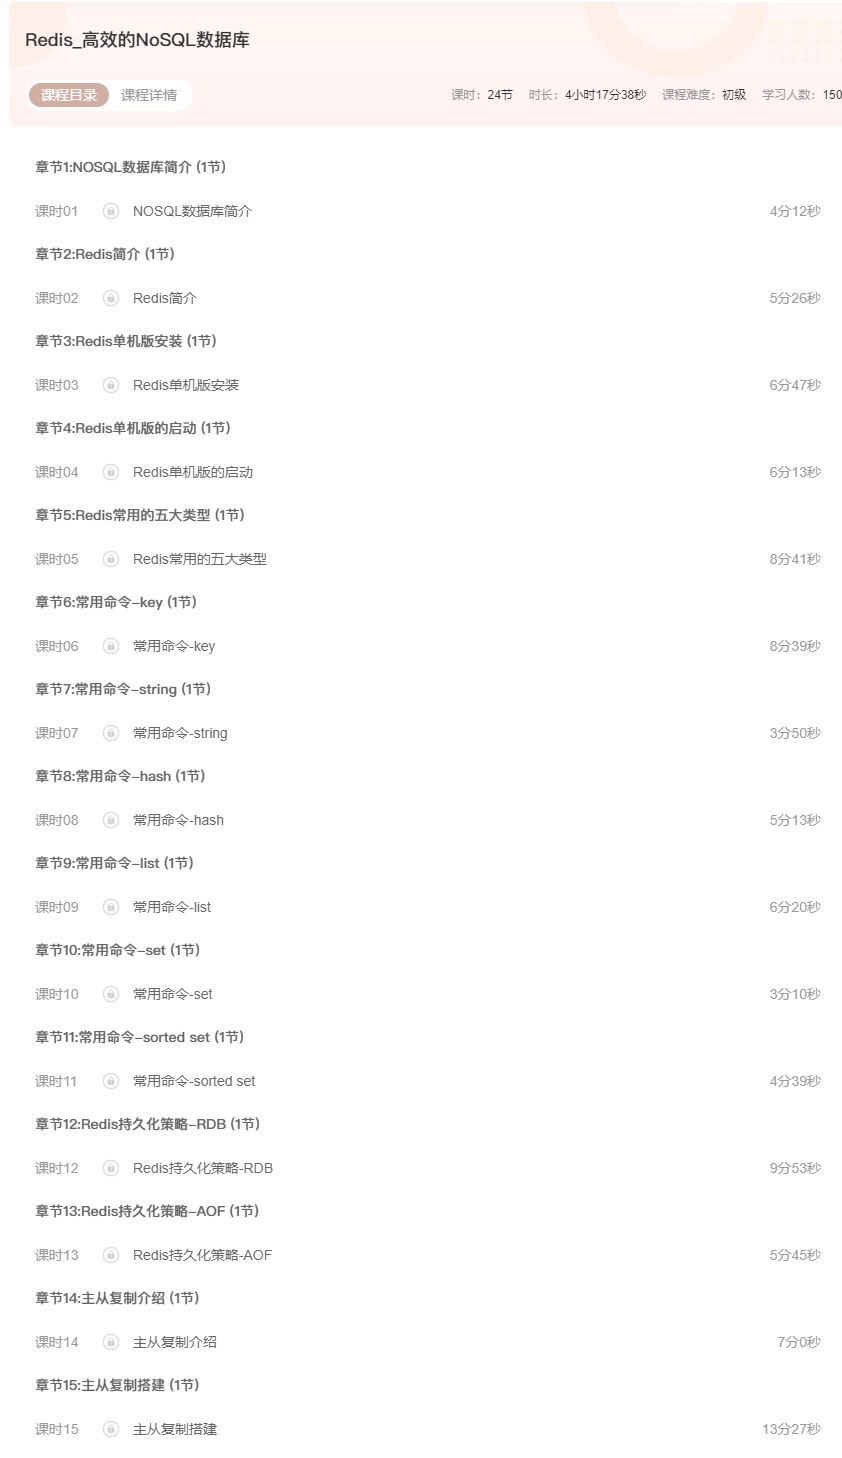 Redis_高效的NoSQL数据库
课程目录 课程详情 课时：24节 时长：4小时17分38秒 课程难度：初级 学习人数：150
章节1:NOSQL数据库简介 (1节)
课时01 NOSQL数据库简介 4分12秒
章节2:Redis简介 (1节)
课时02 Redis简介 5分26秒
章节3:Redis单机版安装 (1节)
课时03 Redis单机版安装 6分47秒
章节4:Redis单机版的启动 (1节)
课时04 Redis单机版的启动 6分13秒
章节5:Redis常用的五大类型 (1节)
课时05 Redis常用的五大类型 8分41秒
章节6:常用命令-key (1节)
课时06 常用命令-key 8分39秒
章节7:常用命令-string (1节)
课时07 常用命令-string 3分50秒
章节8:常用命令-hash (1节)
课时08 常用命令-hash 5分13秒
章节9:常用命令-list (1节)
课时09 常用命令-list 6分20秒
章节10:常用命令-set (1节)
课时10 常用命令-set 3分10秒
章节11:常用命令-sorted set (1节)
课时11 常用命令-sorted set 4分39秒
章节12:Redis持久化策略-RDB (1节)
课时12 Redis持久化策略-RDB 9分53秒
章节13:Redis持久化策略-AOF (1节)
课时13 Redis持久化策略-AOF 5分45秒
章节14:主从复制介绍 (1节)
课时14 主从复制介绍 7分0秒
章节15:主从复制搭建 (1节)
课时15 主从复制搭建 13分27秒